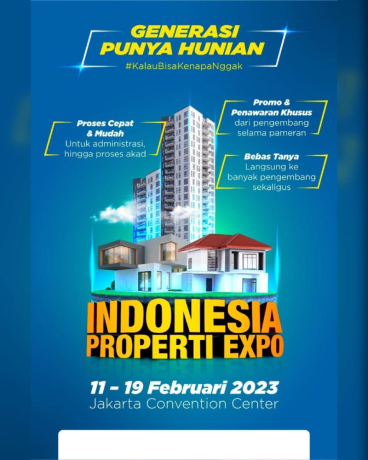 GENERASI
PUNYA HUNIAN
#KalauBisaKenapaNggak
Proses Cepat
& Mudah
Untuk administrasi,
hingga proses akad
Promo &
Penawaran Khusus
dari pengembang
selama pameran
Bebas Tanya
Langsung ke
banyak pengembang
sekaligus
INDONESIA
PROPERTI EXPO
11 – 19 Februari 2023
Jakarta Convention Center